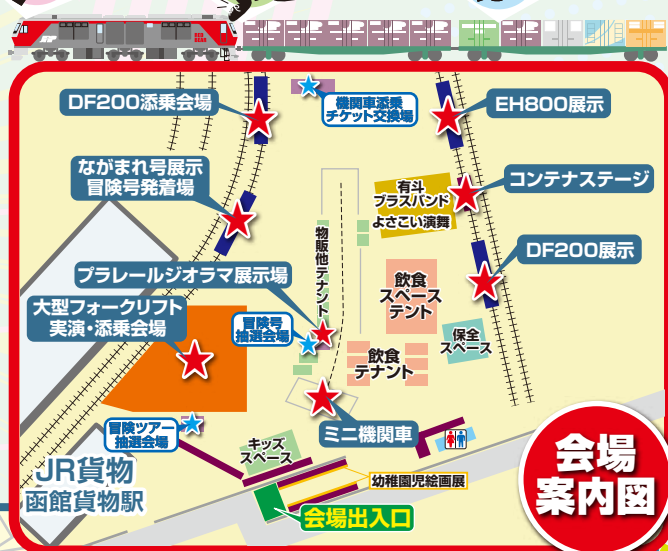 DF200添乗会場
機関車添乗
チケット交換場
EH800展示
ながまれ号展示
冒険号発着場
有斗
ブラスバンド
よさこい演舞
コンテナステージ
物販他テナント
プラレールジオラマ展示場
飲食
スペース
テント
DF200展示
大型フォークリフト
実演・添乗会場
冒険号
抽選会場
保全
スペース
飲食
テナント
ミニ機関車
冒険ツアー
抽選会場
キッズ
スペース
JR貨物
函館貨物駅
幼稚園児絵画展
会場出入口
会場
案内図